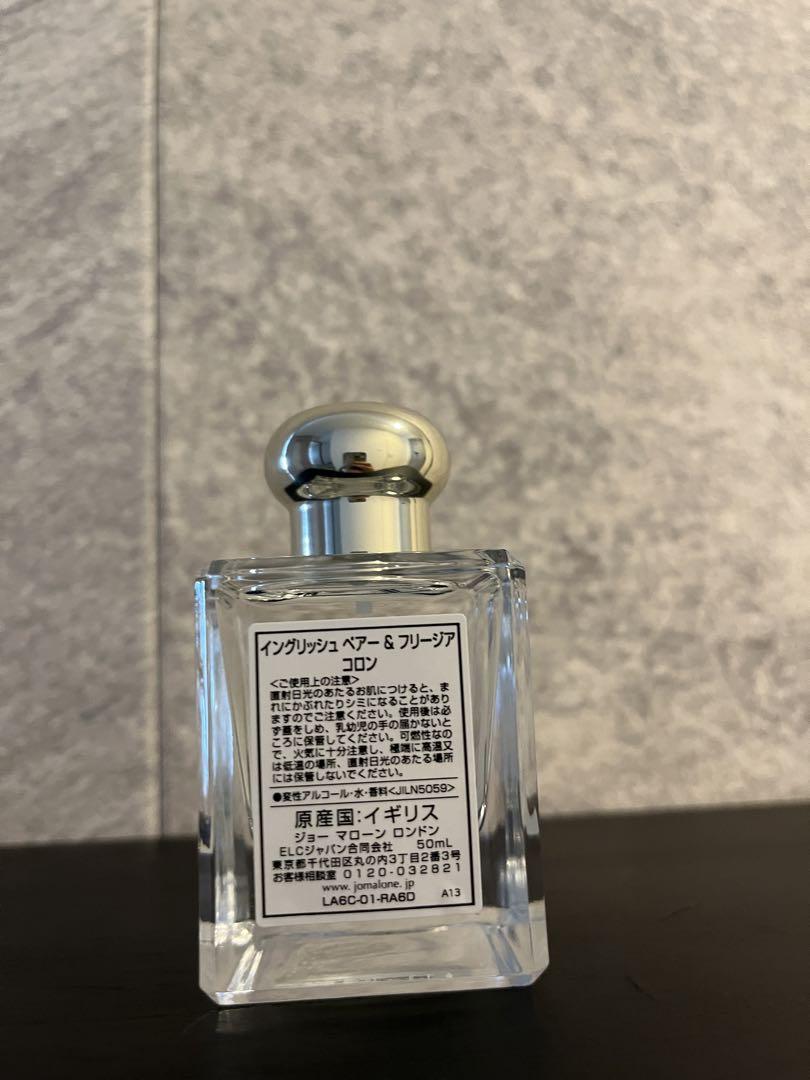 イングリッシュ ペアー & フリージア
コロン
<ご使用上の注意>
直射日光のあたるお肌につけると、ま
れにかぶれたりシミになることがあり
ますのでご注意ください。使用後は必
ず蓋をしめ、乳幼児の手の届かないと
ころに保管してください。可燃性なの
で、火気に十分注意し、極端に高温又
は低温の場所、直射日光のあたる場所
には保管しないでください。
●変性アルコール・水・香料<JILN5059>
原産国:イギリス
ジョー マローン ロンドン
ELCジャパン合同会社 50mL
東京都千代田区丸の内3丁目2番3号
お客様相談室 0120-032821
www.jomalone.jp
LA6C-01-RA6D A13